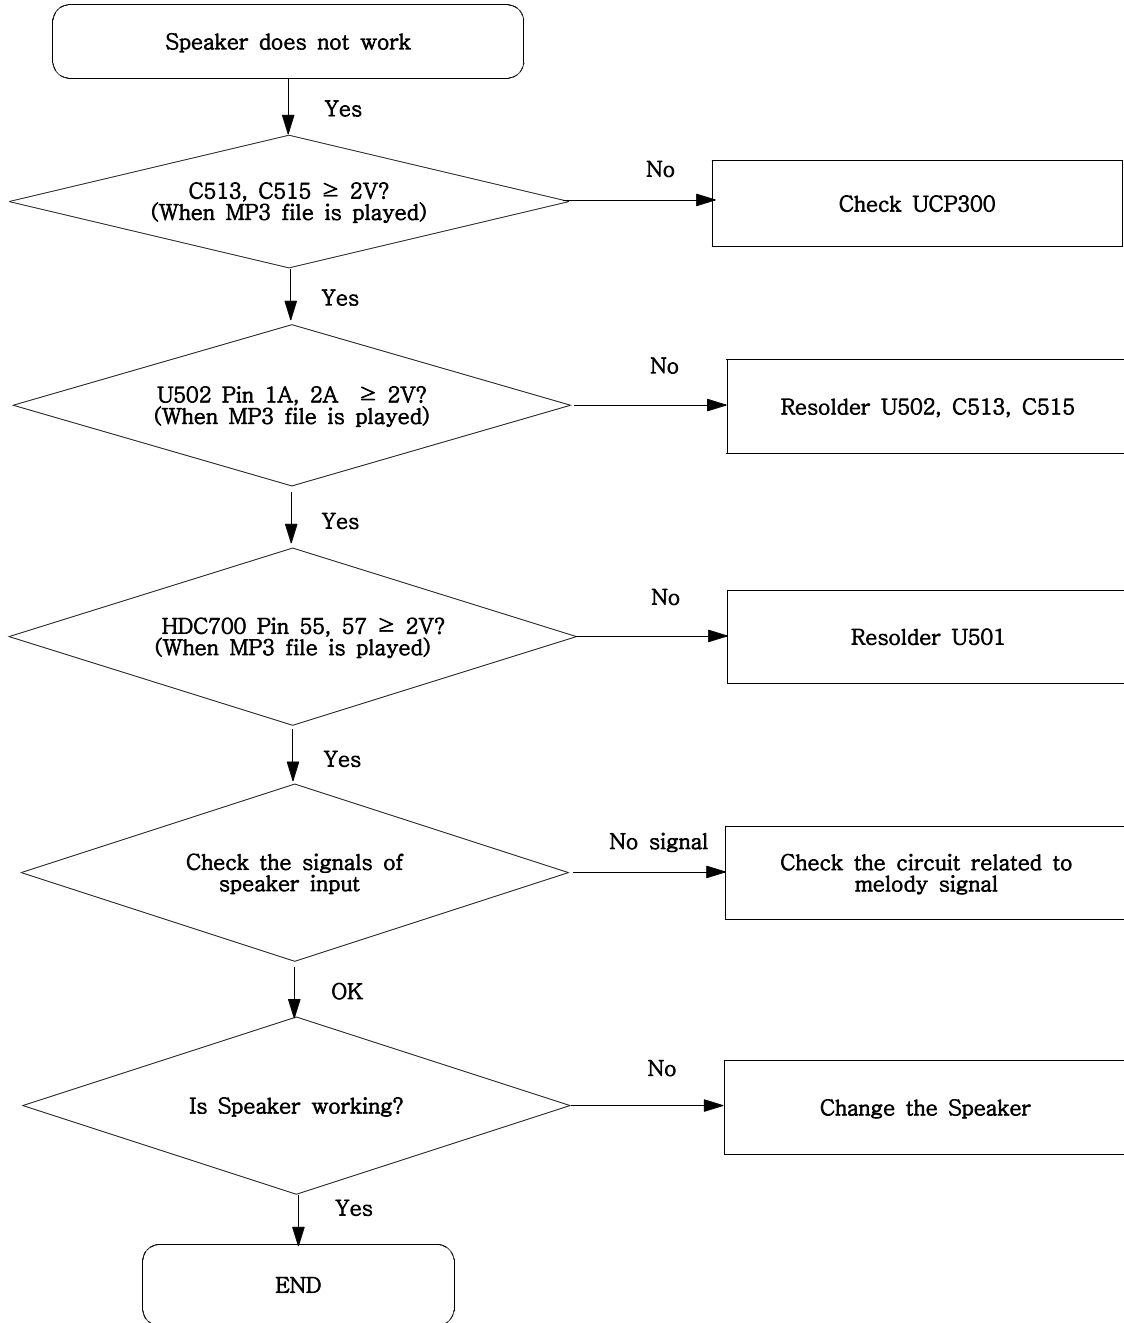 Speaker does not work
Yes
C513, C515 ≥ 2V?
(When MP3 file is played)
No
Check UCP300
Yes
U502 Pin 1A, 2A ≥ 2V?
(When MP3 file is played)
No
Resolder U502, C513, C515
Yes
HDC700 Pin 55, 57 ≥ 2V?
(When MP3 file is played)
No
Resolder U501
Yes
Check the signals of
speaker input
No signal
Check the circuit related to
melody signal
OK
Is Speaker working?
No
Change the Speaker
Yes
END